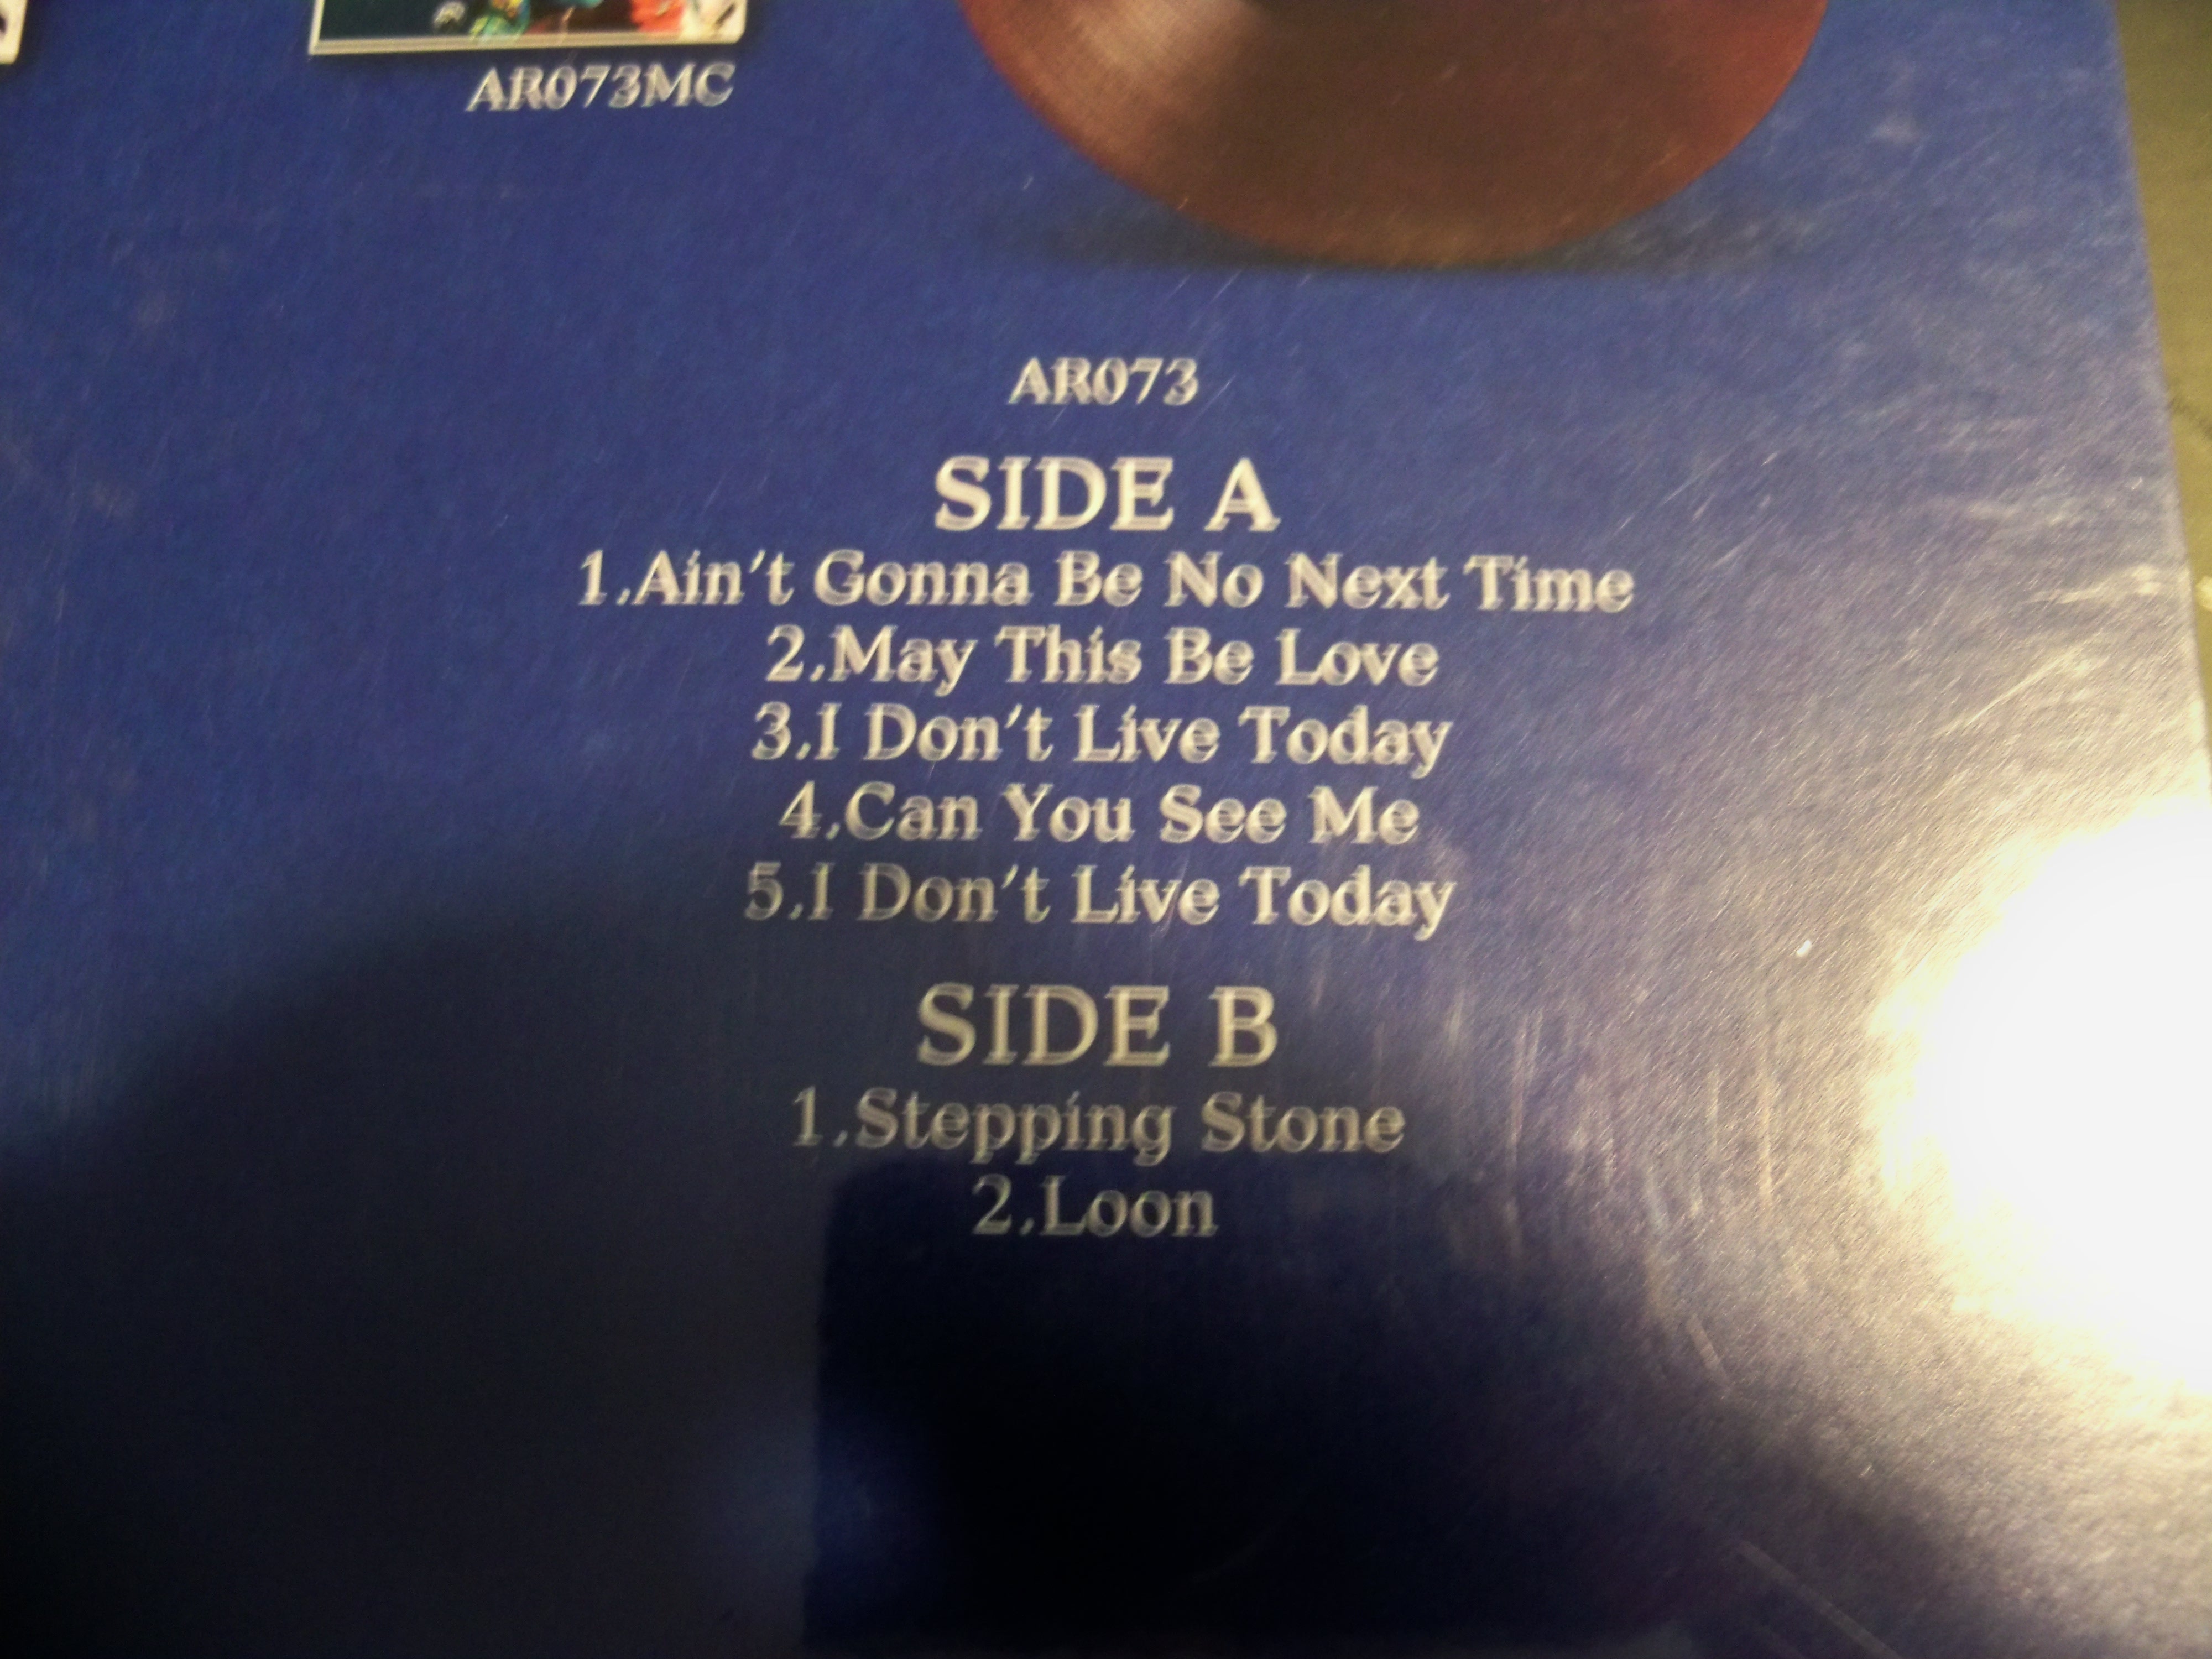 AR073MC
AR073
SIDE A
1.Ain't Gonna Be No Next Time
2.May This Be Love
3.I Don't Live Today
4.Can You See Me
5.I Don't Live Today
SIDE B
1.Stepping Stone
2.Loon